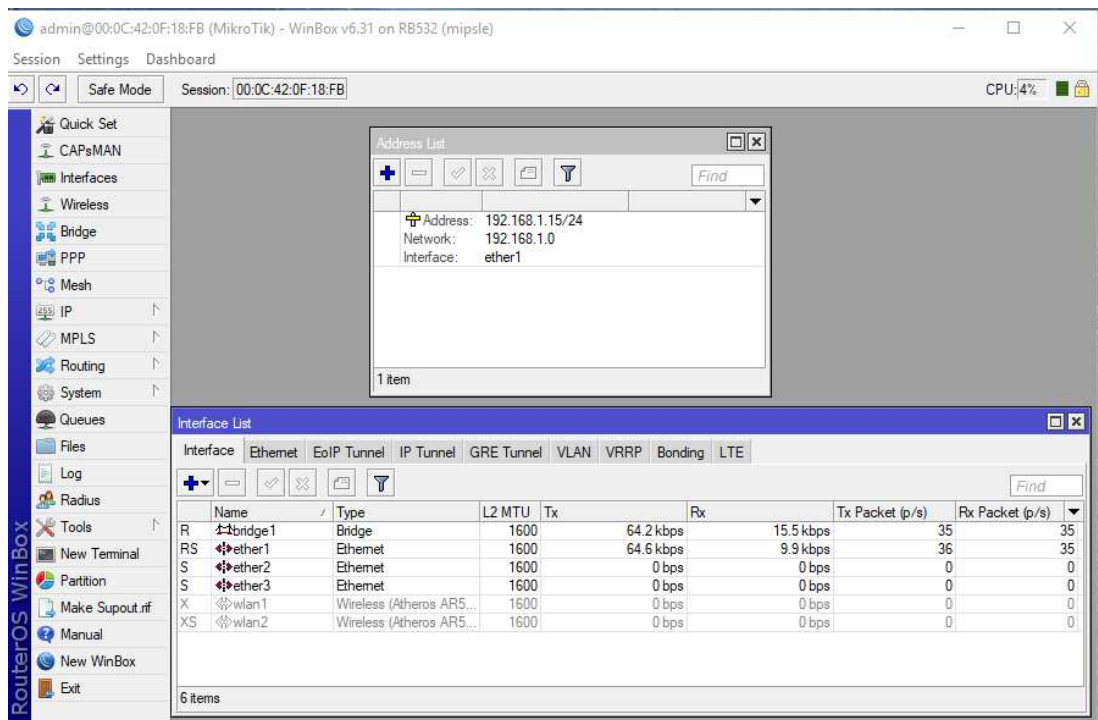 admin@00:0C:42:0F:18:FB (MikroTik) - WinBox v6.31 on RB532 (mipsle)
Session Settings Dashboard
Safe Mode Session: 00:0C:42:0F:18:FB CPU: 4%
Quick Set
CAPsMAN
Interfaces
Wireless
Bridge
PPP
Mesh
255 IP
MPLS
Routing
System
Queues
Files
Log
Radius
Tools
New Terminal
Partition
Make Supout.rif
Manual
New WinBox
Exit
RouterOS WinBox
Address List
Find
Address: 192.168.1.15/24
Network: 192.168.1.0
Interface: ether1
1 item
Interface List
Interface Ethernet EoIP Tunnel IP Tunnel GRE Tunnel VLAN VRRP Bonding LTE
Find
Name / Type L2 MTU Tx Rx Tx Packet (p/s) Rx Packet (p/s)
R bridge1 Bridge 1600 64.2 kbps 15.5 kbps 35 35
RS ether1 Ethernet 1600 64.6 kbps 9.9 kbps 36 35
S ether2 Ethernet 1600 0 bps 0 bps 0 0
S ether3 Ethernet 1600 0 bps 0 bps 0 0
X wlan1 Wireless (Atheros AR5... 1600 0 bps 0 bps 0 0
XS wlan2 Wireless (Atheros AR5... 1600 0 bps 0 bps 0 0
6 items